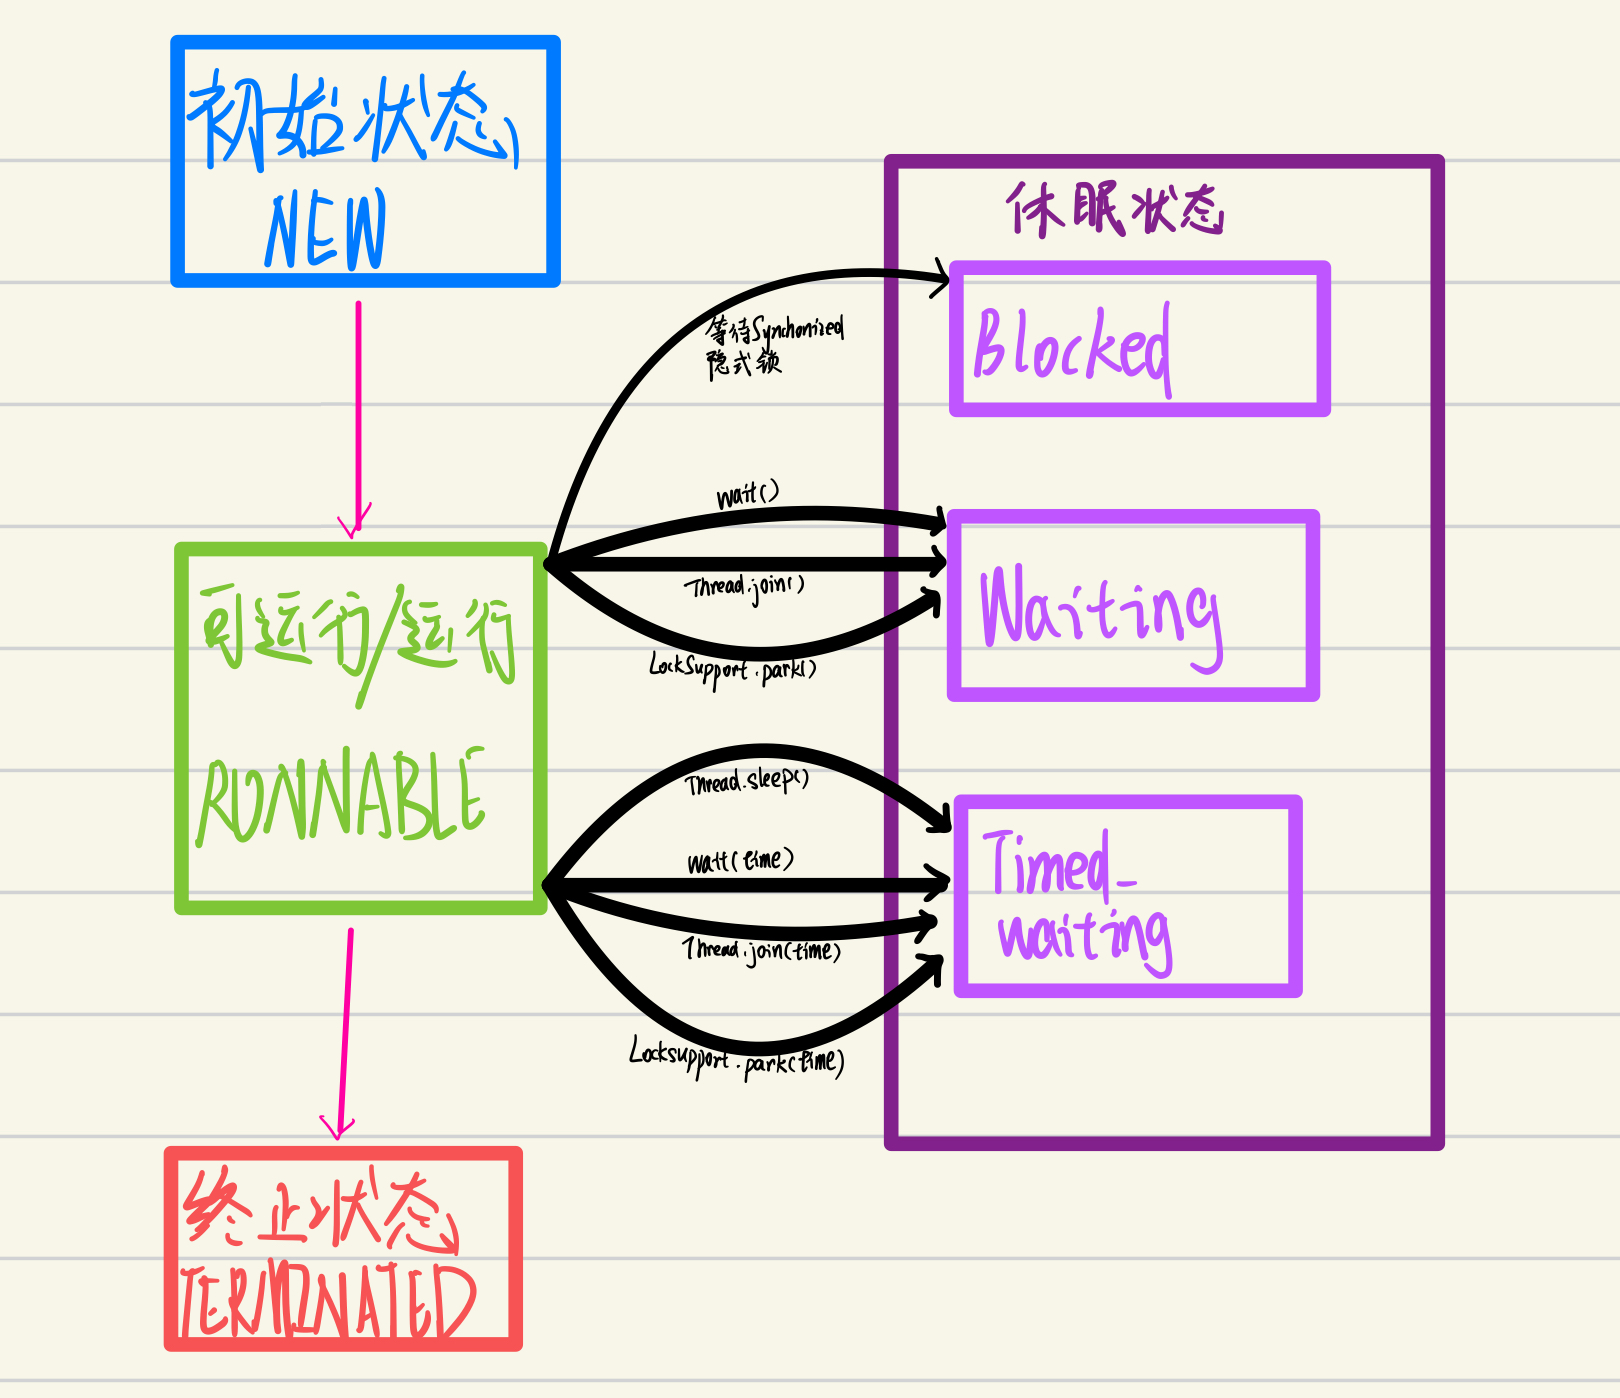 初始状态
NEW
休眠状态
Blocked
等待Synchonized
隐式锁
wait()
Thread.join()
LockSupport.park()
Waiting
可运行/运行
RUNNABLE
Thread.sleep()
wait(time)
Thread.join(time)
Locksupport.park(time)
Timed_
waiting
终止状态
TERMINATED